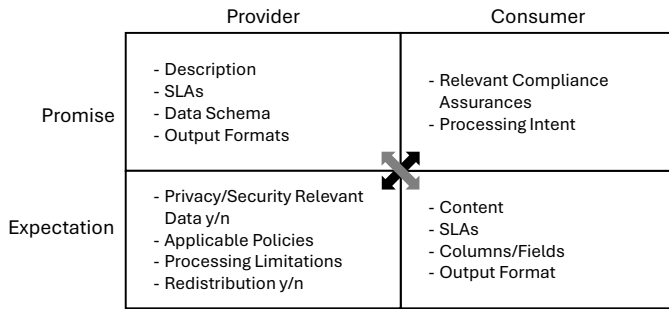 Provider
Consumer
Promise
- Description
- SLAs
- Data Schema
- Output Formats
- Relevant Compliance
Assurances
- Processing Intent
Expectation
- Privacy/Security Relevant
Data y/n
- Applicable Policies
- Processing Limitations
- Redistribution y/n
- Content
- SLAs
- Columns/Fields
- Output Format